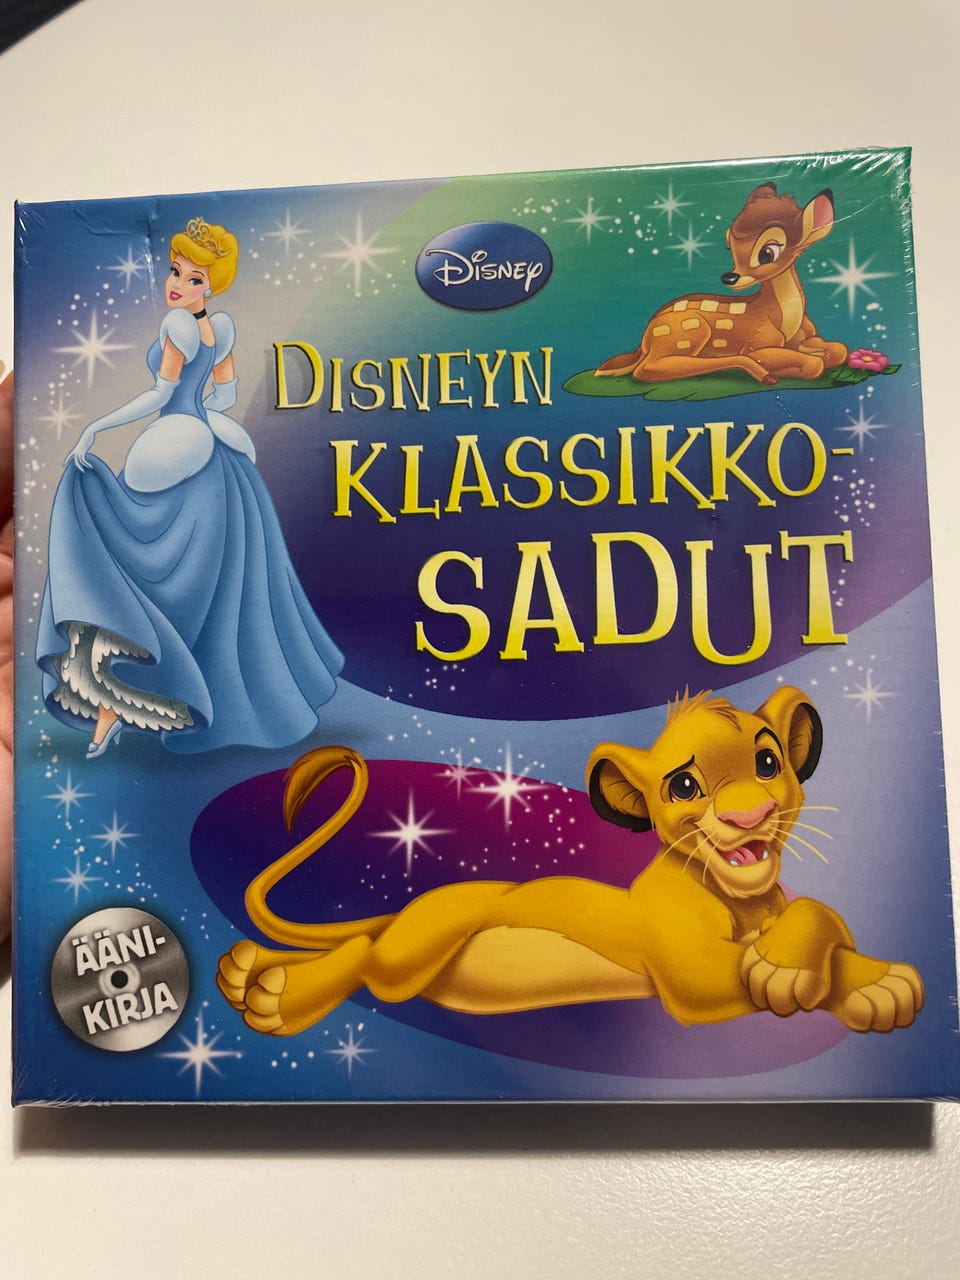 Disney
DISNEYN
KLASSIKKO-
SADUT
ÄÄNI-
KIRJA